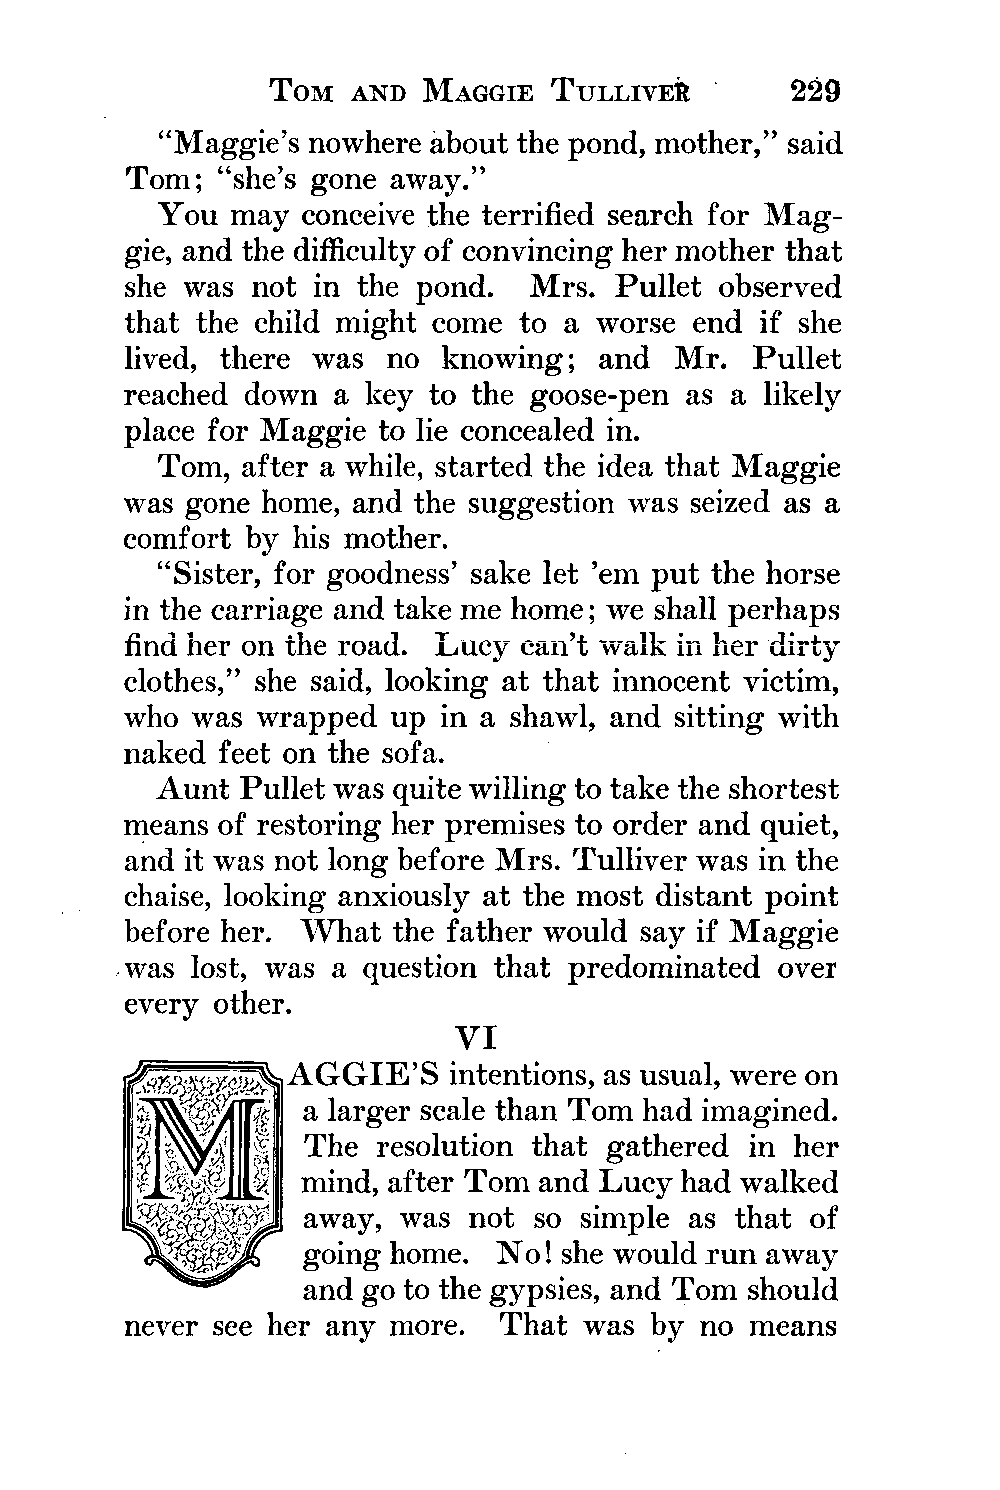 TOM AND MAGGIE TULLIVER 229
“Maggie’s nowhere about the pond, mother,” said
Tom; “she’s gone away.”
You may conceive the terrified search for Mag-
gie, and the difficulty of convincing her mother that
she was not in the pond. Mrs. Pullet observed
that the child might come to a worse end if she
lived, there was no knowing; and Mr. Pullet
reached down a key to the goose-pen as a likely
place for Maggie to lie concealed in.
Tom, after a while, started the idea that Maggie
was gone home, and the suggestion was seized as a
comfort by his mother.
“Sister, for goodness’ sake let ’em put the horse
in the carriage and take me home; we shall perhaps
find her on the road. Lucy can’t walk in her dirty
clothes,” she said, looking at that innocent victim,
who was wrapped up in a shawl, and sitting with
naked feet on the sofa.
Aunt Pullet was quite willing to take the shortest
means of restoring her premises to order and quiet,
and it was not long before Mrs. Tulliver was in the
chaise, looking anxiously at the most distant point
before her. What the father would say if Maggie
was lost, was a question that predominated over
every other.
VI
MAGGIE’S intentions, as usual, were on
a larger scale than Tom had imagined.
The resolution that gathered in her
mind, after Tom and Lucy had walked
away, was not so simple as that of
going home. No! she would run away
and go to the gypsies, and Tom should
never see her any more. That was by no means